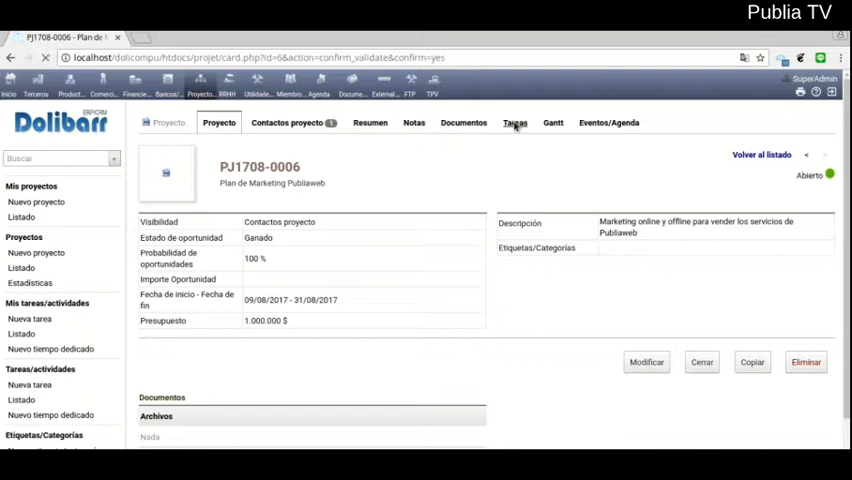 Publia TV
PJ1708-0006 - Plan de M
localhost/dolicompu/htdocs/projet/card.php?id=6&action=confirm_validate&confirm=yes
SuperAdmin
Inicio Terceros Product... Comerci... Financie... Bancos/... Proyecto... RRHH Utilidade... Miembro... Agenda Docume... External... FTP TPV
ERP/CRM
Dolibarr
Proyecto Proyecto Contactos proyecto 1 Resumen Notas Documentos Tareas Gantt Eventos/Agenda
Buscar
PJ1708-0006
Plan de Marketing Publiaweb
Volver al listado <
Abierto
Mis proyectos
Nuevo proyecto
Listado
Proyectos
Nuevo proyecto
Listado
Estadísticas
Mis tareas/actividades
Nueva tarea
Listado
Nuevo tiempo dedicado
Tareas/actividades
Nueva tarea
Listado
Nuevo tiempo dedicado
Etiquetas/Categorías
Visibilidad Contactos proyecto
Estado de oportunidad Ganado
Probabilidad de
oportunidades 100 %
Importe Oportunidad
Fecha de inicio - Fecha de
fin 09/08/2017 - 31/08/2017
Presupuesto 1.000.000 $
Descripción Marketing online y offline para vender los servicios de
Publiaweb
Etiquetas/Categorías
Modificar Cerrar Copiar Eliminar
Documentos
Archivos
Nada